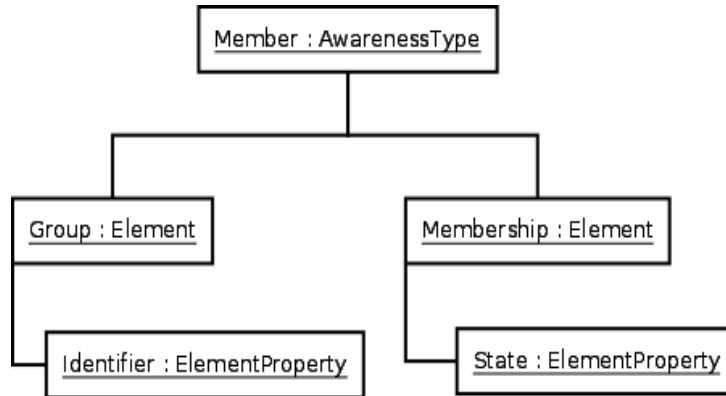 Member : AwarenessType
Group : Element
Membership : Element
Identifier : ElementProperty
State : ElementProperty